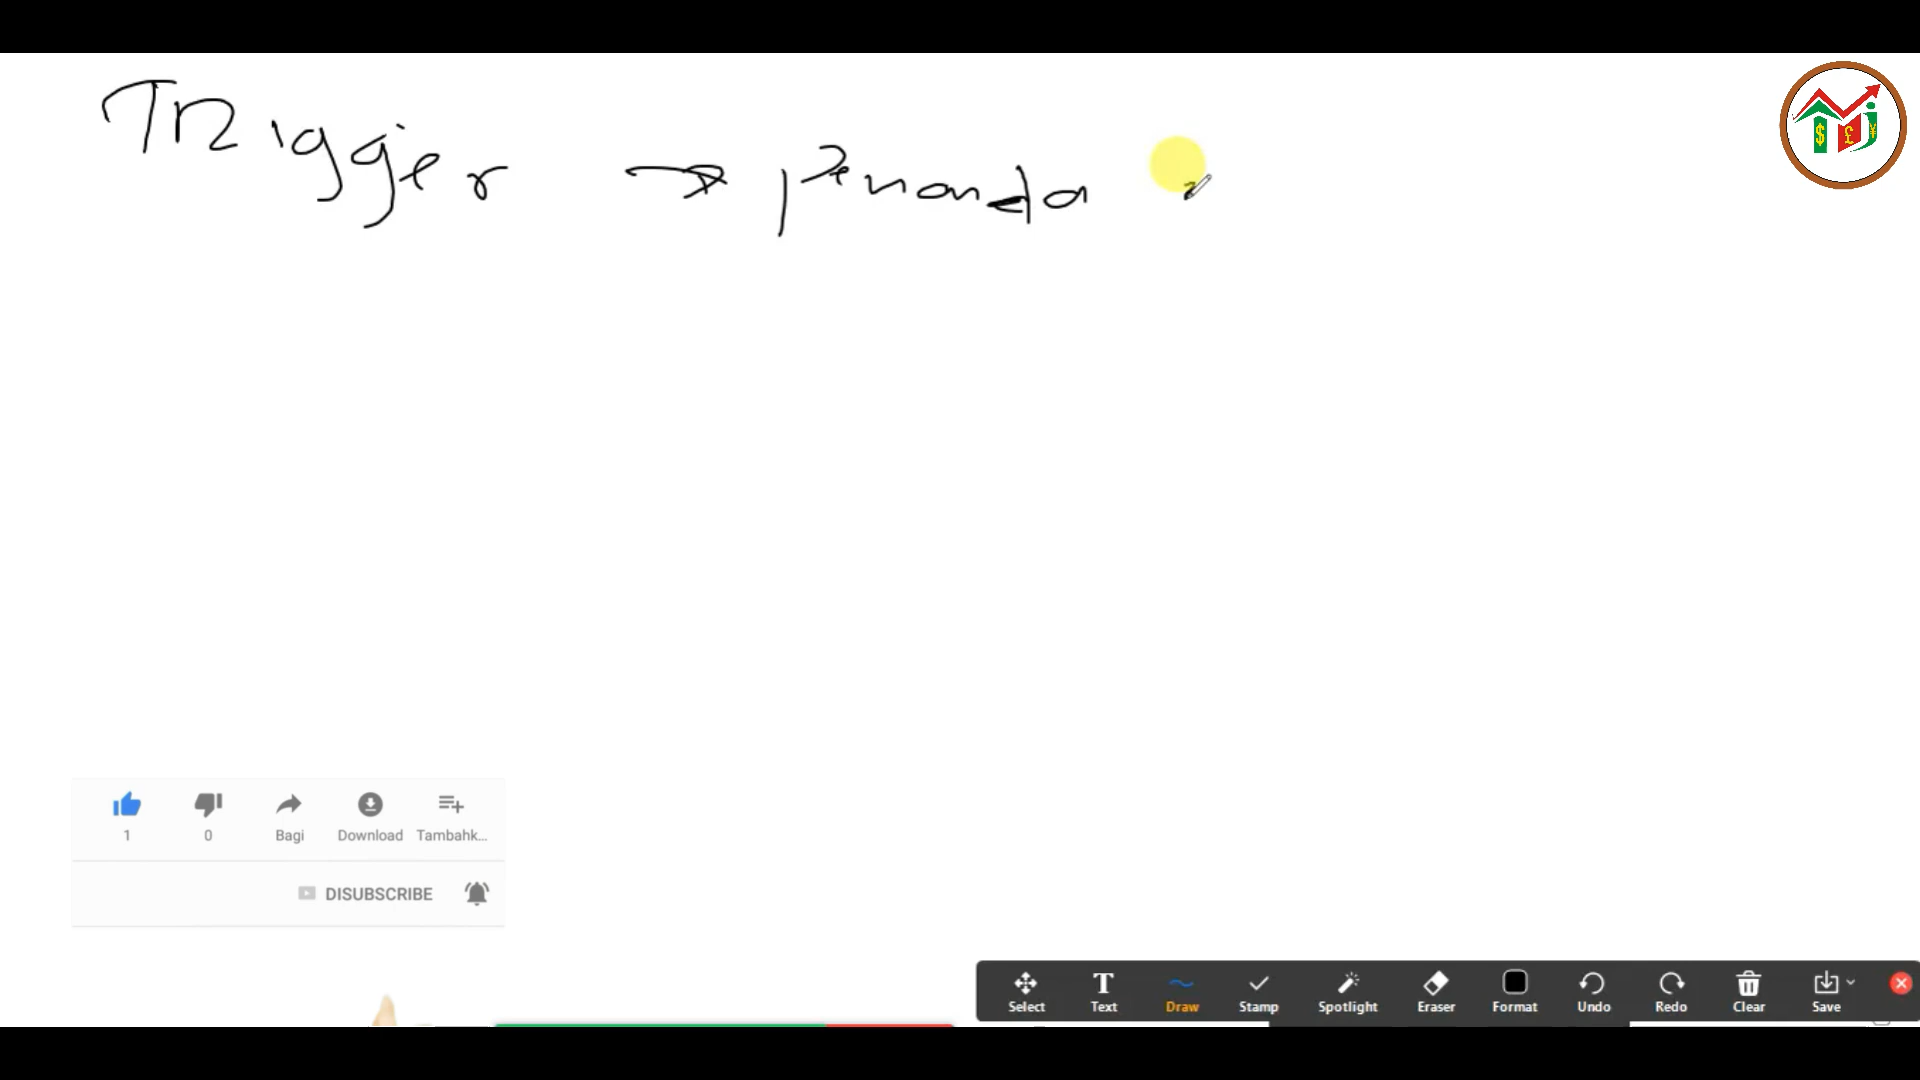 Trigger → Penanda
$ £ ¥
1 0 Bagi Download Tambahk...
DISUBSCRIBE
Select Text Draw Stamp Spotlight Eraser Format Undo Redo Clear Save